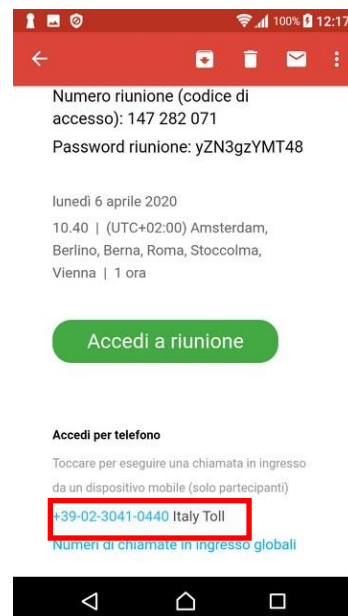 100% 12:17
Numero riunione (codice di
accesso): 147 282 071
Password riunione: yZN3gzYMT48
lunedì 6 aprile 2020
10.40 | (UTC+02:00) Amsterdam,
Berlino, Berna, Roma, Stoccolma,
Vienna | 1 ora
Accedi a riunione
Accedi per telefono
Toccare per eseguire una chiamata in ingresso
da un dispositivo mobile (solo partecipanti)
+39-02-3041-0440 Italy Toll
Numeri di chiamate in ingresso globali